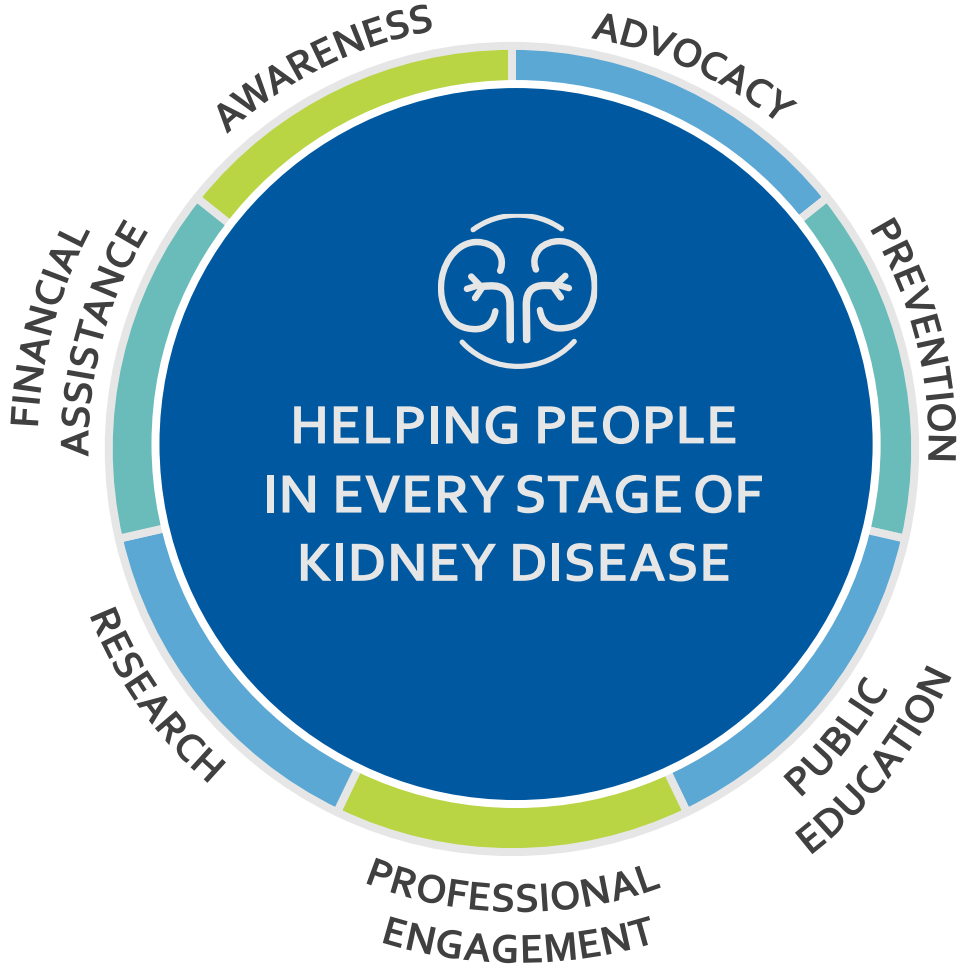 AWARENESS
ADVOCACY
PREVENTION
PUBLIC
EDUCATION
PROFESSIONAL
ENGAGEMENT
RESEARCH
FINANCIAL
ASSISTANCE
HELPING PEOPLE
IN EVERY STAGE OF
KIDNEY DISEASE